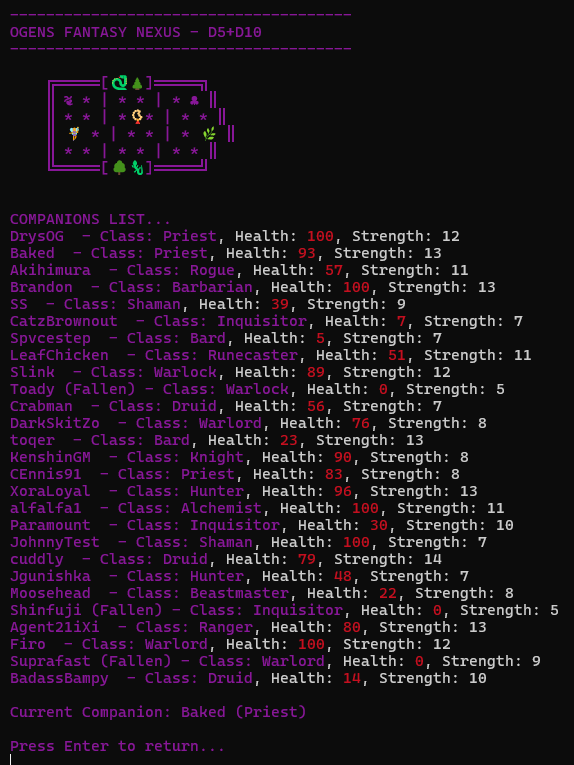 OGENS FANTASY NEXUS - D5+D10
COMPANIONS LIST...
DrysOG  - Class: Priest, Health: 100, Strength: 12
Baked  - Class: Priest, Health: 93, Strength: 13
Akihimura  - Class: Rogue, Health: 57, Strength: 11
Brandon  - Class: Barbarian, Health: 100, Strength: 13
SS  - Class: Shaman, Health: 39, Strength: 9
CatzBrownout  - Class: Inquisitor, Health: 7, Strength: 7
Spvcestep  - Class: Bard, Health: 5, Strength: 7
LeafChicken  - Class: Runecaster, Health: 51, Strength: 11
Slink  - Class: Warlock, Health: 89, Strength: 12
Toady (Fallen) - Class: Warlock, Health: 0, Strength: 5
Crabman  - Class: Druid, Health: 56, Strength: 7
DarkSkitZo  - Class: Warlord, Health: 76, Strength: 8
toqer  - Class: Bard, Health: 23, Strength: 13
KenshinGM  - Class: Knight, Health: 90, Strength: 8
CEnnis91  - Class: Priest, Health: 83, Strength: 8
XoraLoyal  - Class: Hunter, Health: 96, Strength: 13
alfalfa1  - Class: Alchemist, Health: 100, Strength: 11
Paramount  - Class: Inquisitor, Health: 30, Strength: 10
JohnnyTest  - Class: Shaman, Health: 100, Strength: 7
cuddly  - Class: Druid, Health: 79, Strength: 14
Jgunishka  - Class: Hunter, Health: 48, Strength: 7
Moosehead  - Class: Beastmaster, Health: 22, Strength: 8
Shinfuji (Fallen) - Class: Inquisitor, Health: 0, Strength: 5
Agent21iXi  - Class: Ranger, Health: 80, Strength: 13
Firo  - Class: Warlord, Health: 100, Strength: 12
Suprafast (Fallen) - Class: Warlord, Health: 0, Strength: 9
BadassBampy  - Class: Druid, Health: 14, Strength: 10
Current Companion: Baked (Priest)
Press Enter to return...